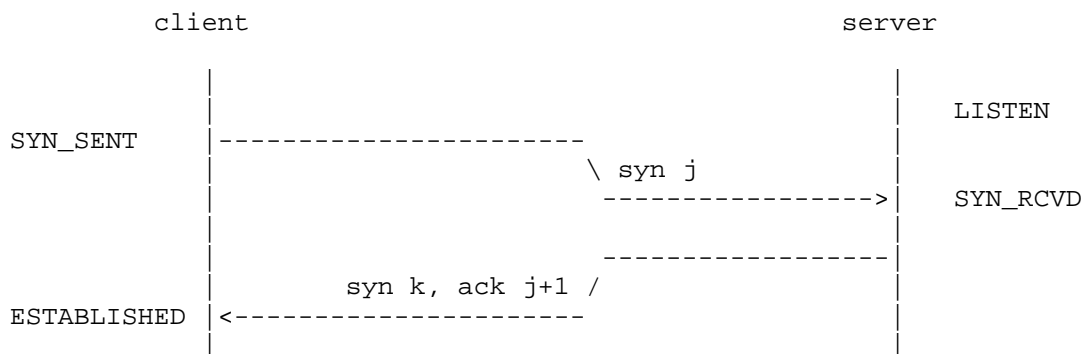 client server
LISTEN
SYN_SENT
syn j
SYN_RCVD
syn k, ack j+1
ESTABLISHED